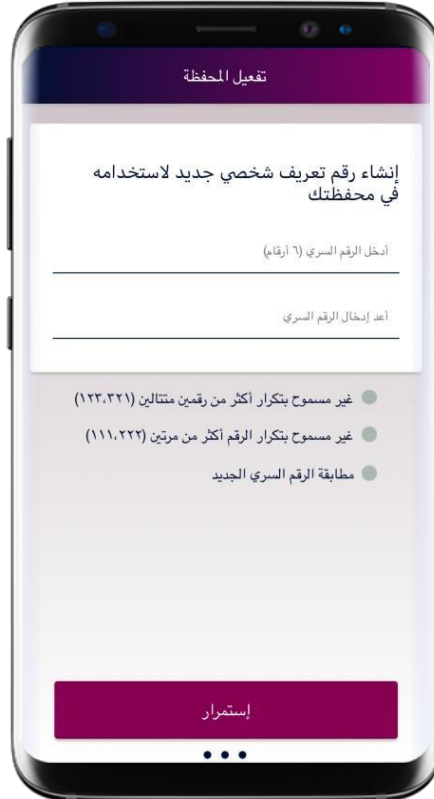 تفعيل المحفظة
إنشاء رقم تعريف شخصي جديد لاستخدامه
في محفظتك
أدخل الرقم السري (٦ أرقام)
أعد إدخال الرقم السري
غير مسموح بتكرار أكثر من رقمين متتالين (١٢٣،٣٢١)
غير مسموح بتكرار الرقم أكثر من مرتين (١١١،٢٢٢)
مطابقة الرقم السري الجديد
إستمرار